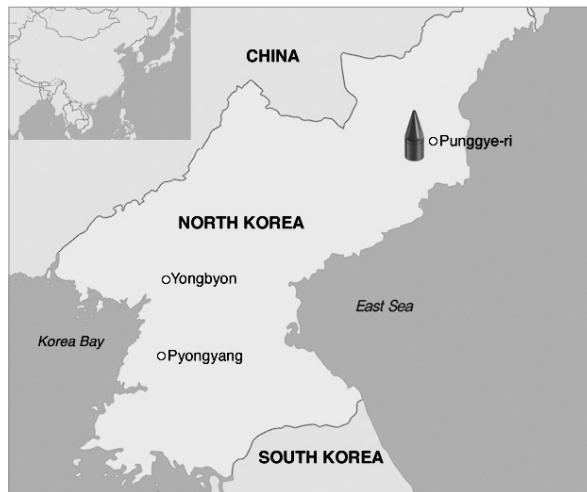 CHINA
Punggye-ri
NORTH KOREA
Yongbyon
East Sea
Korea Bay
Pyongyang
SOUTH KOREA